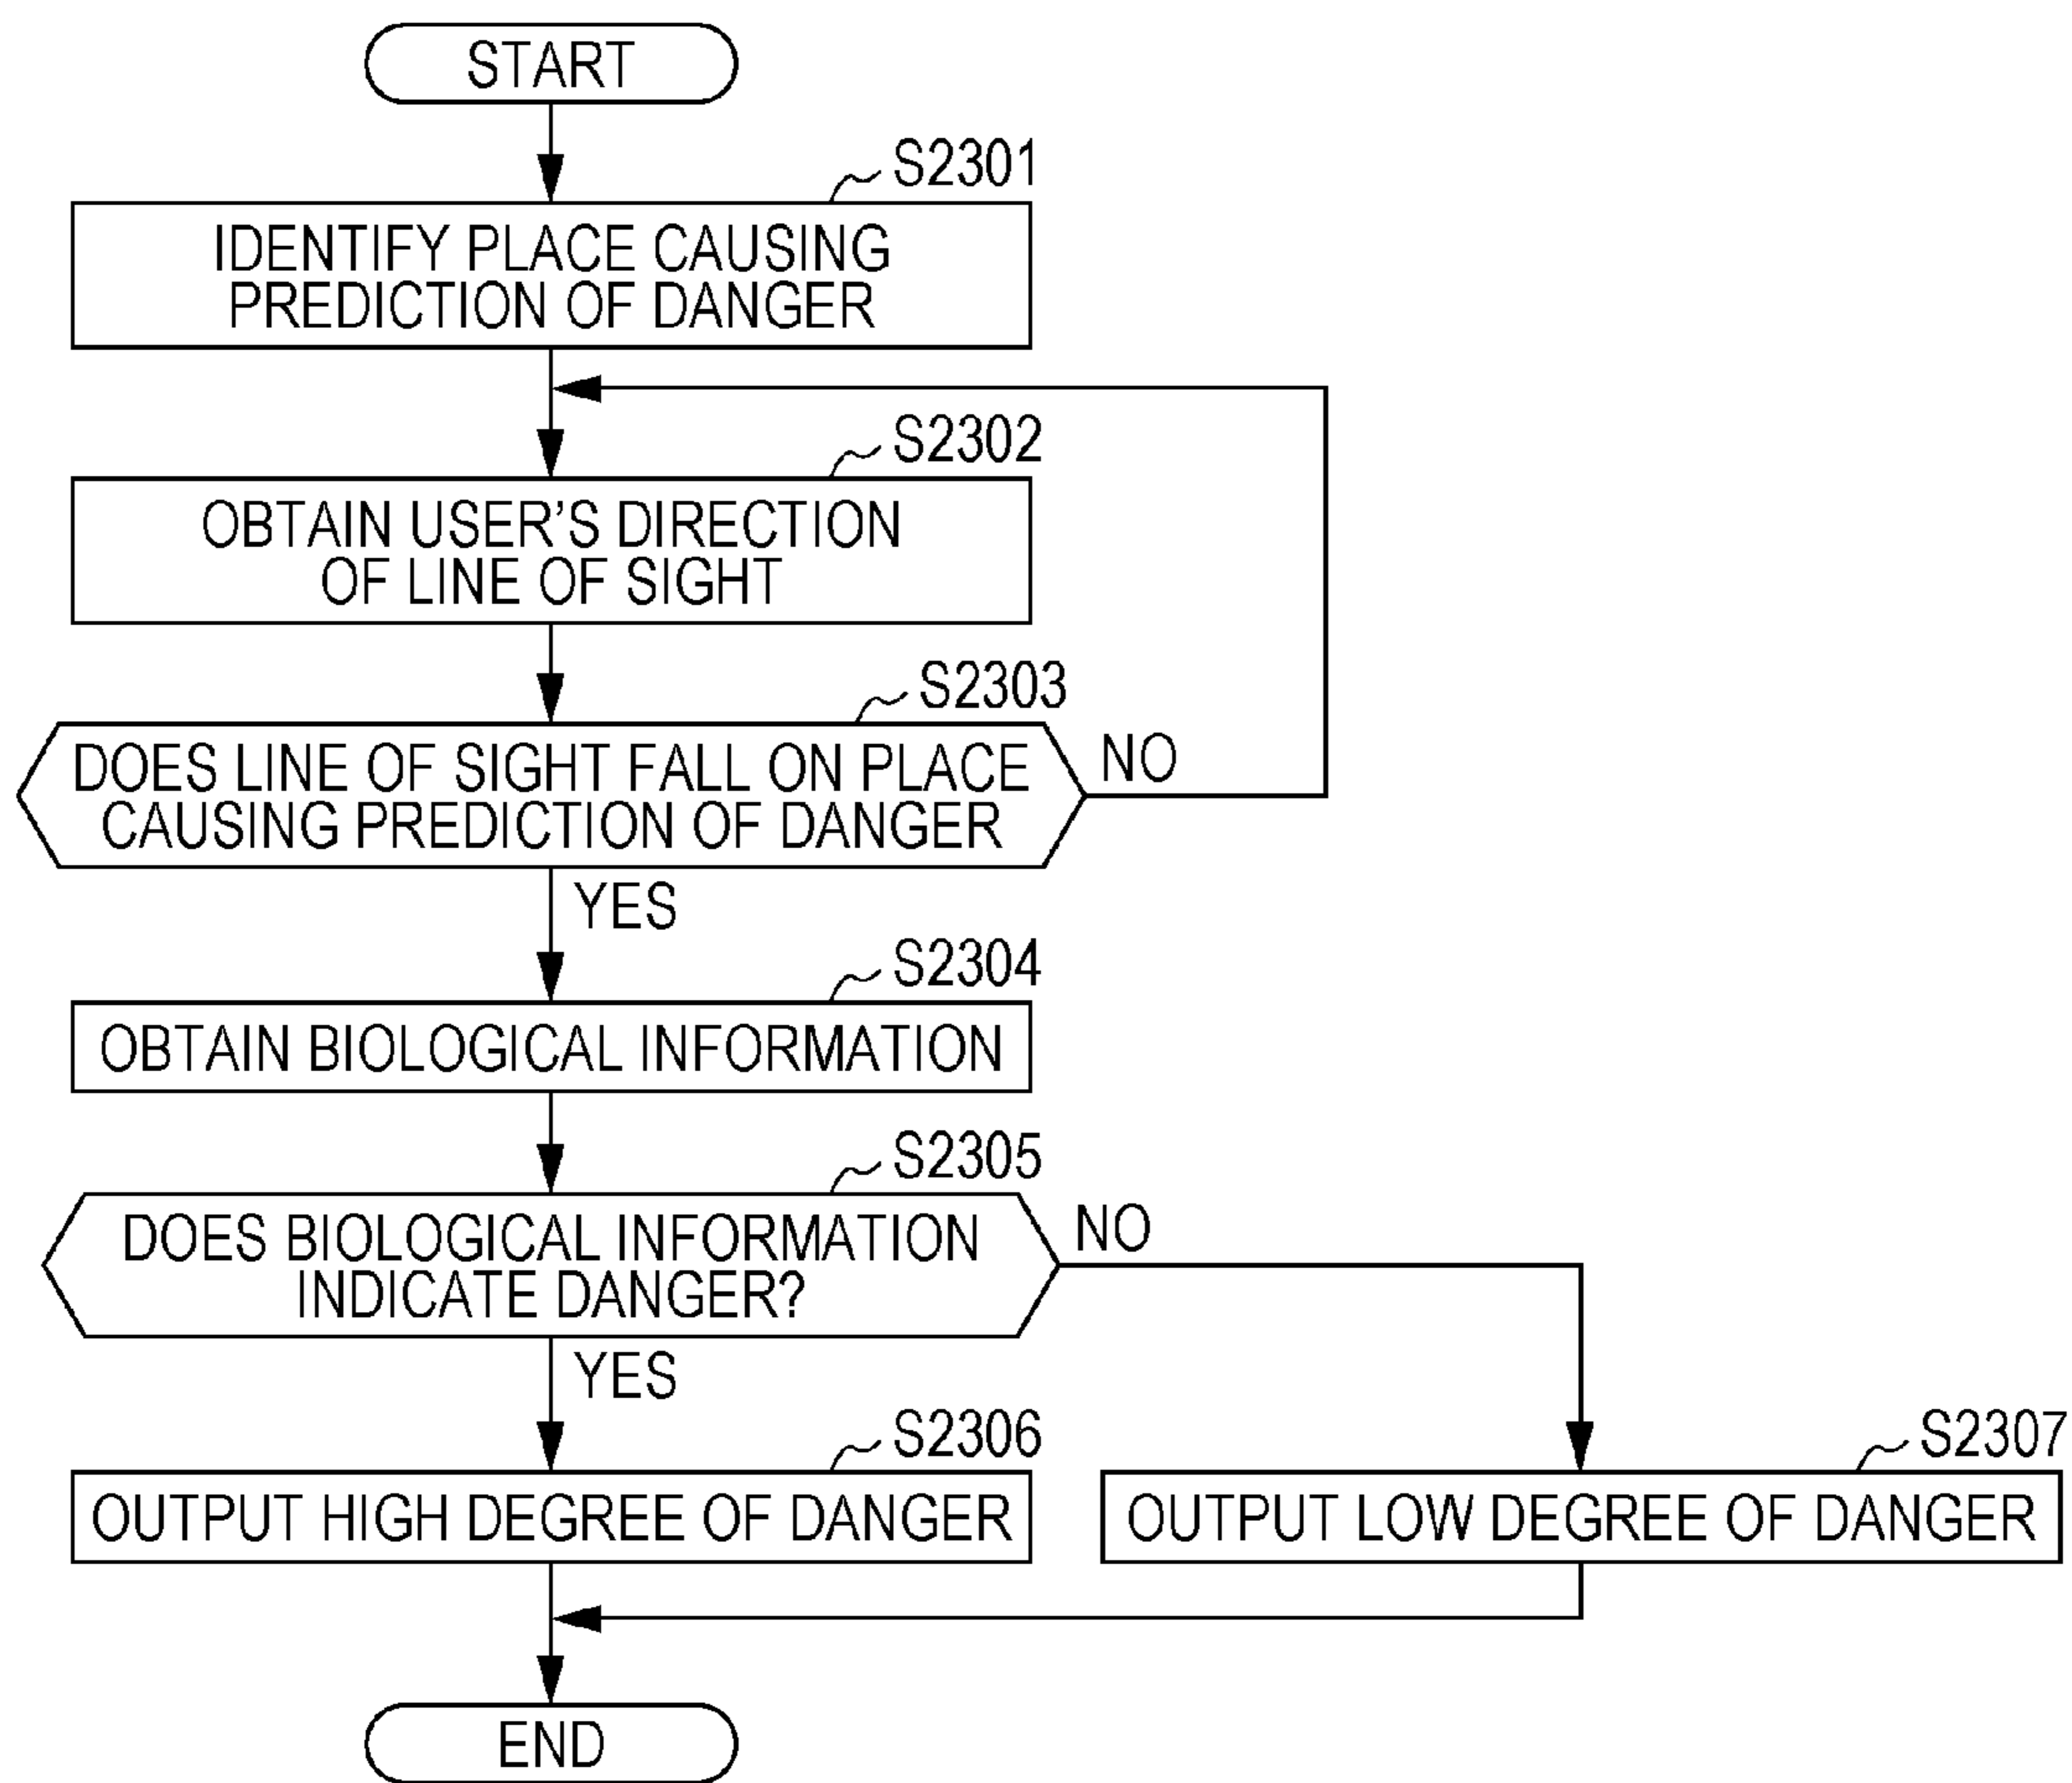 START
S2301
IDENTIFY PLACE CAUSING
PREDICTION OF DANGER
S2302
OBTAIN USER'S DIRECTION
OF LINE OF SIGHT
S2303
DOES LINE OF SIGHT FALL ON PLACE
CAUSING PREDICTION OF DANGER
NO
YES
S2304
OBTAIN BIOLOGICAL INFORMATION
S2305
DOES BIOLOGICAL INFORMATION
INDICATE DANGER?
NO
YES
S2306
OUTPUT HIGH DEGREE OF DANGER
S2307
OUTPUT LOW DEGREE OF DANGER
END